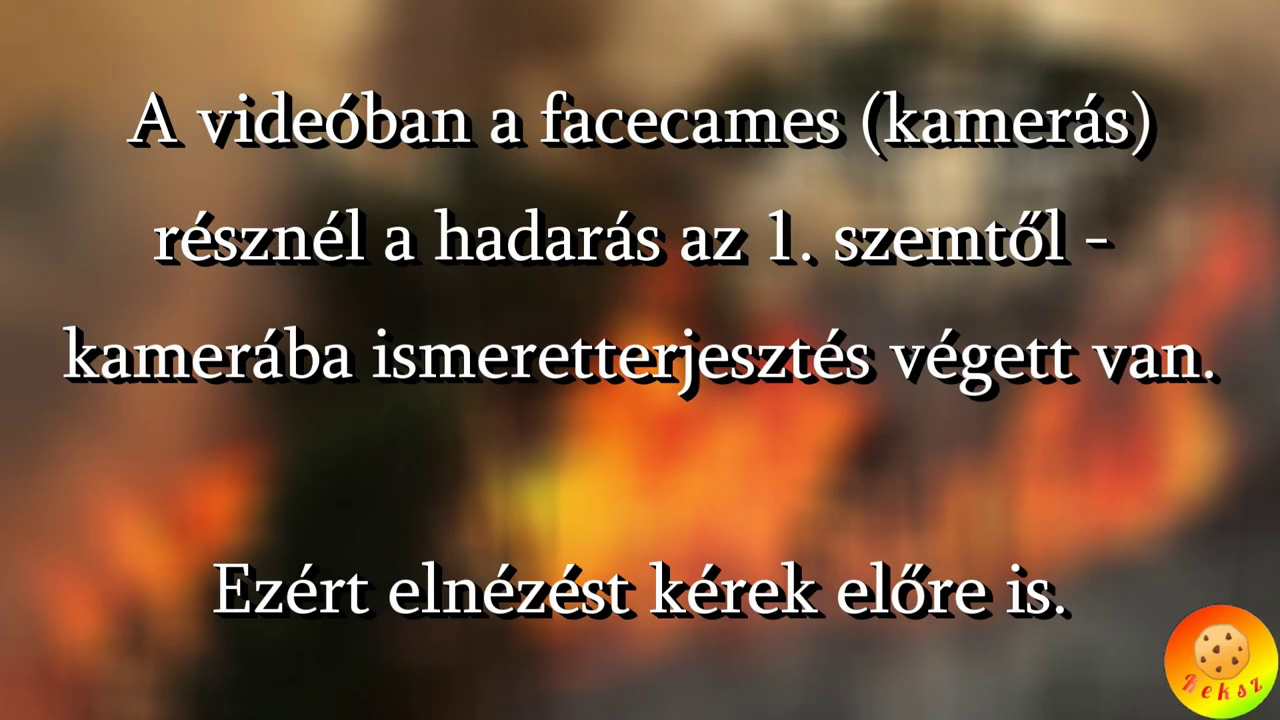 A videóban a facecames (kamerás)
résznél a hadarás az 1. szemtől -
kamerába ismeretterjesztés végett van.
Ezért elnézést kérek előre is.
Keksz